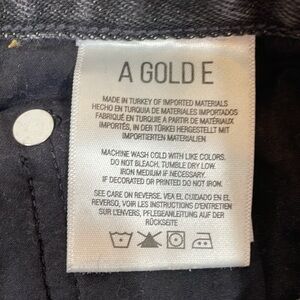 A GOLD E
MADE IN TURKEY OF IMPORTED MATERIALS
HECHO EN TURQUIA DE MATERIALES IMPORTADOS
FABRIQUÉ EN TURQUIE A PARTIR DE MATÉRIAUX
IMPORTÉS, IN DER TÜRKEI HERGESTELLT MIT
IMPORTIERTEN MATERIALIEN
MACHINE WASH COLD WITH LIKE COLORS.
DO NOT BLEACH, TUMBLE DRY LOW.
IRON MEDIUM IF NECESSARY.
IF DECORATED OR PRINTED DO NOT IRON.
SEE CARE ON REVERSE. VEA EL CUIDADO EN EL
REVERSO, VOIR LES INSTRUCTIONS D'ENTRETIEN
SUR L'ENVERS, PFLEGEANLEITUNG AUF DER
RÜCKSEITE